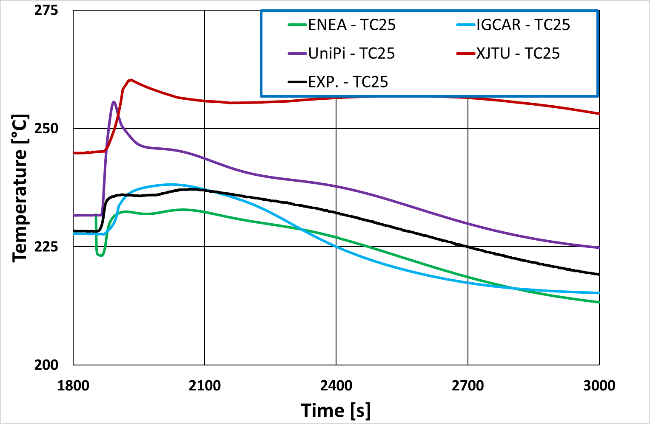 275
ENEA - TC25
IGCAR - TC25
UniPi - TC25
XJTU - TC25
EXP. - TC25
250
Temperature [°C]
225
200
1800
2100
2400
2700
3000
Time [s]